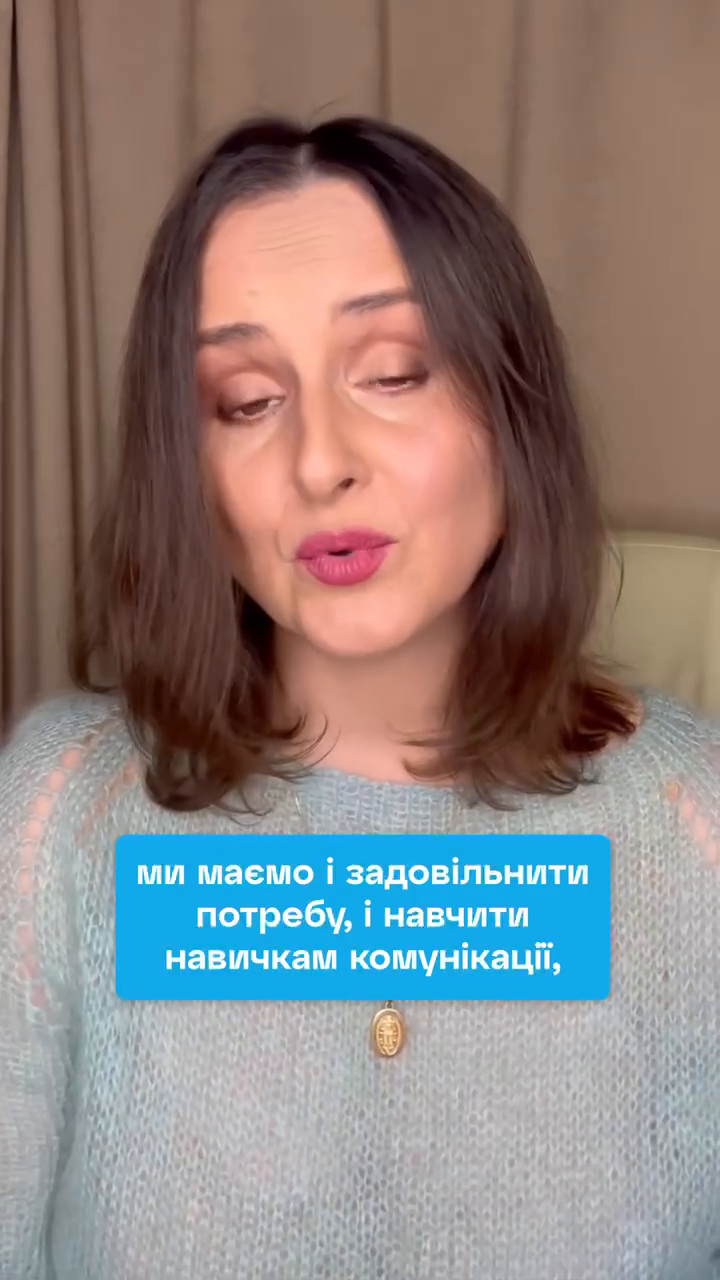 ми маємо і задовільнити
потребу, і навчити
навичкам комунікації,